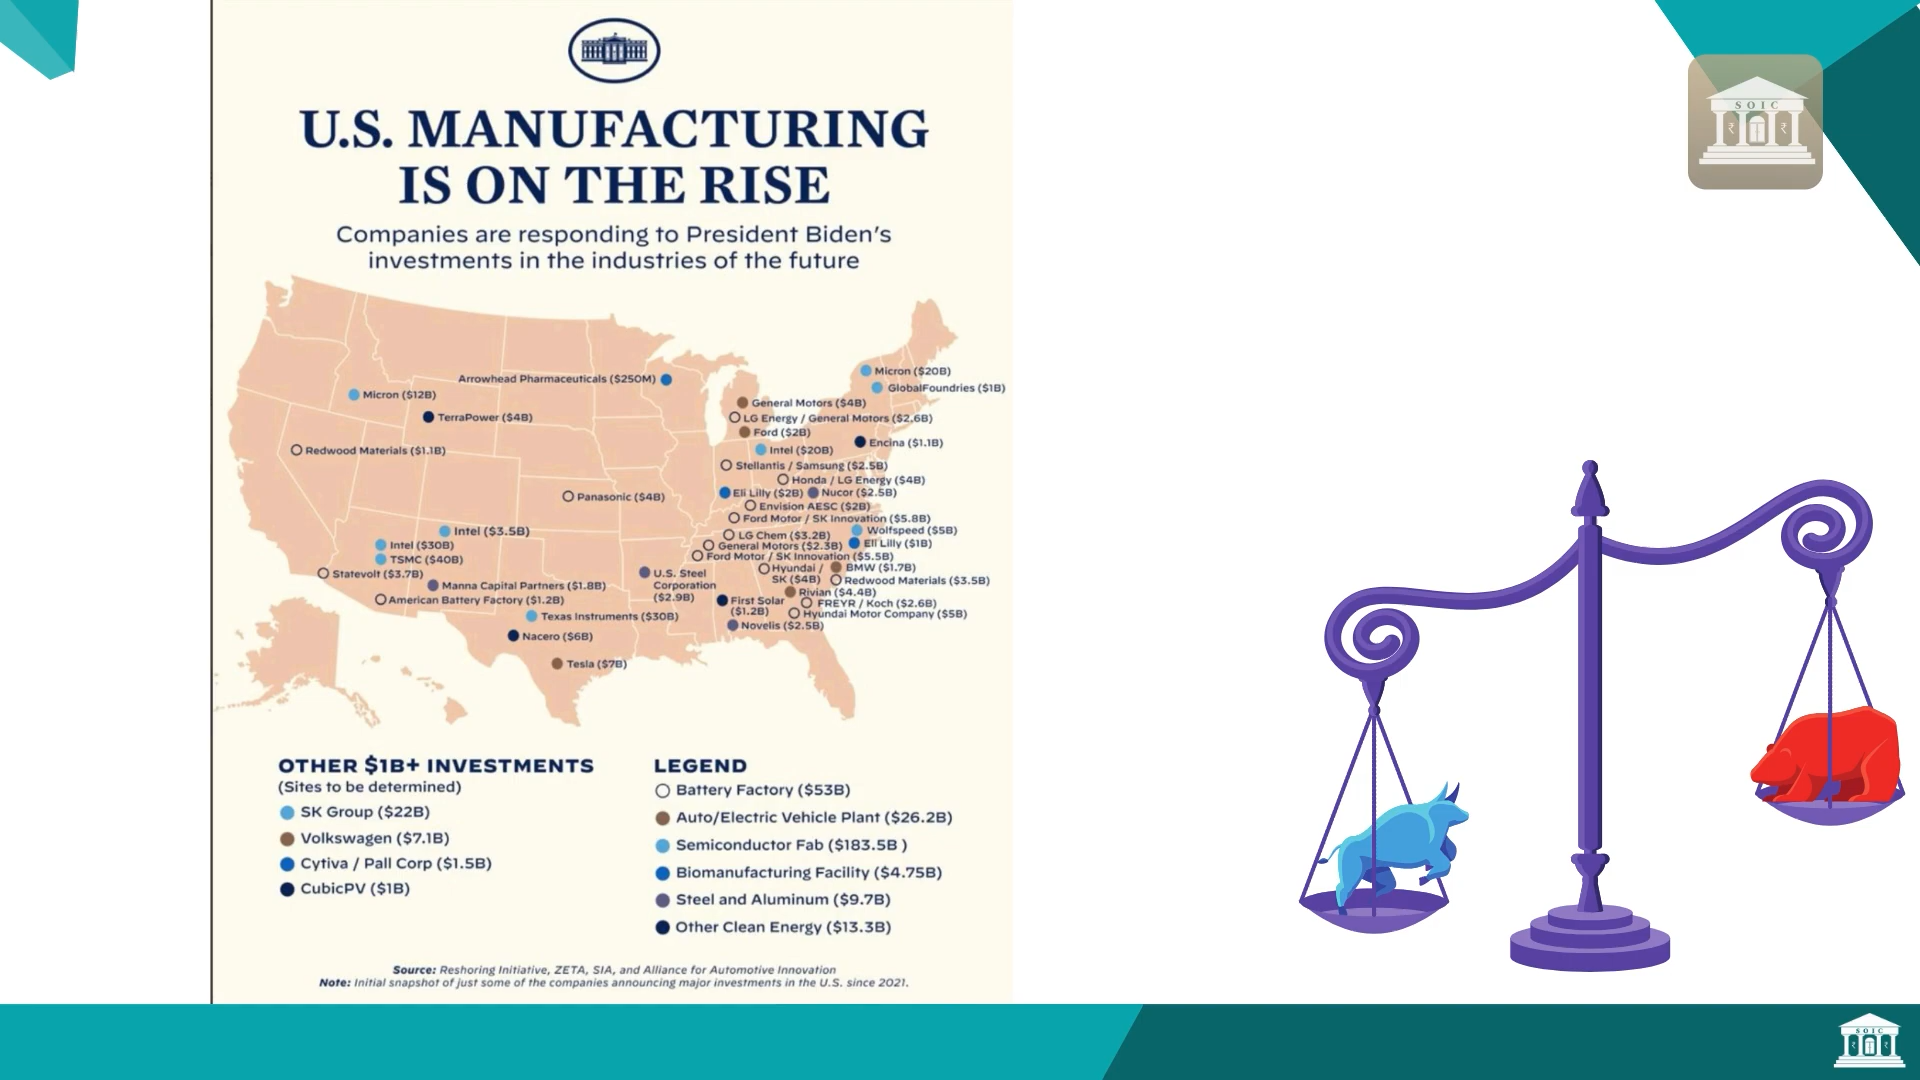 U.S. MANUFACTURING
IS ON THE RISE
Companies are responding to President Biden's
investments in the industries of the future
SOIC
₹ ₹
Arrowhead Pharmaceuticals ($250M)
Micron ($20B)
GlobalFoundries ($1B)
Micron ($12B)
General Motors ($4B)
TerraPower ($4B)
LG Energy / General Motors ($2.6B)
Ford ($2B)
Encina ($1.1B)
Redwood Materials ($1.1B)
Intel ($20B)
Stellantis / Samsung ($2.5B)
Honda / LG Energy ($4B)
Panasonic ($4B)
Eli Lilly ($2B)
Nucor ($2.5B)
Envision AESC ($2B)
Ford Motor / SK Innovation ($5.8B)
Intel ($3.5B)
Wolfspeed ($5B)
LG Chem ($3.2B)
Eli Lilly ($1B)
Intel ($30B)
General Motors ($2.3B)
TSMC ($40B)
Ford Motor / SK Innovation ($5.5B)
Statevolt ($3.7B)
U.S. Steel
Corporation
($2.9B)
Hyundai /
SK ($4B)
BMW ($1.7B)
Redwood Materials ($3.5B)
Manna Capital Partners ($1.8B)
Rivian ($4.4B)
American Battery Factory ($1.2B)
First Solar
($1.2B)
FREYR / Koch ($2.6B)
Hyundai Motor Company ($5B)
Texas Instruments ($30B)
Novelis ($2.5B)
Nacero ($6B)
Tesla ($7B)
OTHER $1B+ INVESTMENTS
(Sites to be determined)
SK Group ($22B)
Volkswagen ($7.1B)
Cytiva / Pall Corp ($1.5B)
CubicPV ($1B)
LEGEND
Battery Factory ($53B)
Auto/Electric Vehicle Plant ($26.2B)
Semiconductor Fab ($183.5B )
Biomanufacturing Facility ($4.75B)
Steel and Aluminum ($9.7B)
Other Clean Energy ($13.3B)
Source: Reshoring Initiative, ZETA, SIA, and Alliance for Automotive Innovation
Note: Initial snapshot of just some of the companies announcing major investments in the U.S. since 2021.
SOIC
₹ ₹